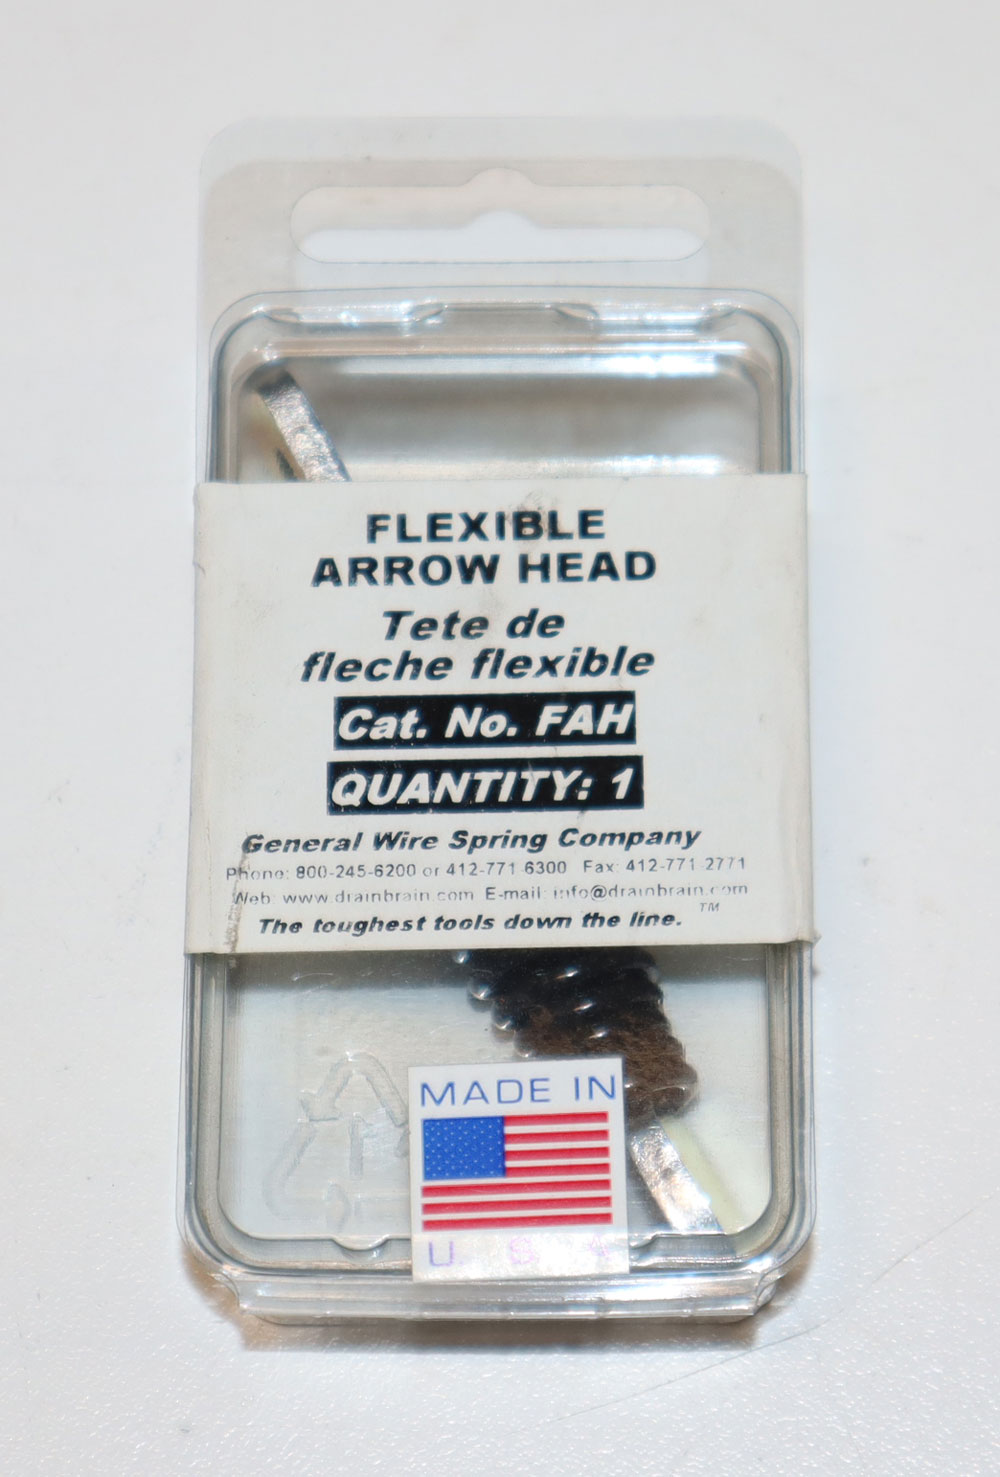 FLEXIBLE
ARROW HEAD
Tete de
fleche flexible
Cat. No. FAH
QUANTITY: 1
General Wire Spring Company
Phone: 800-245-6200 or 412-771-6300 Fax: 412-771-2771
Web: www.drainbrain.com E-mail: info@drainbrain.com
The toughest tools down the line.™
MADE IN
U S A